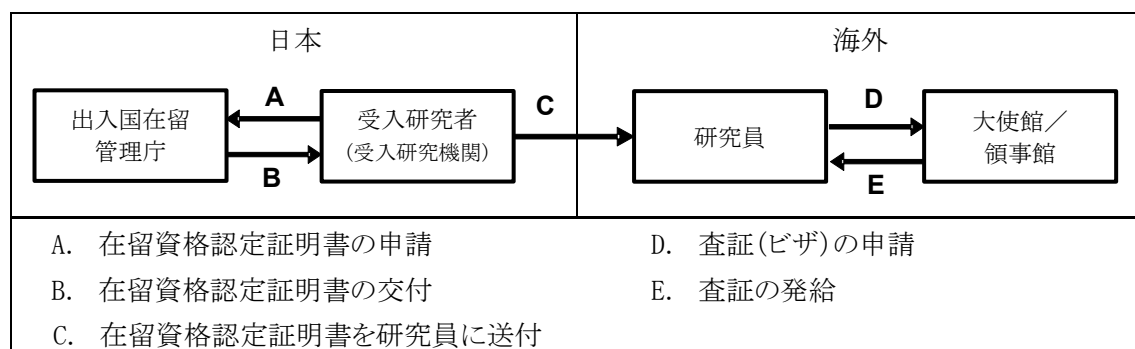 日本
海外
出入国在留
管理庁
A
B
受入研究者
(受入研究機関)
C
研究員
D
E
大使館／
領事館
A. 在留資格認定証明書の申請
B. 在留資格認定証明書の交付
C. 在留資格認定証明書を研究員に送付
D. 査証(ビザ)の申請
E. 査証の発給